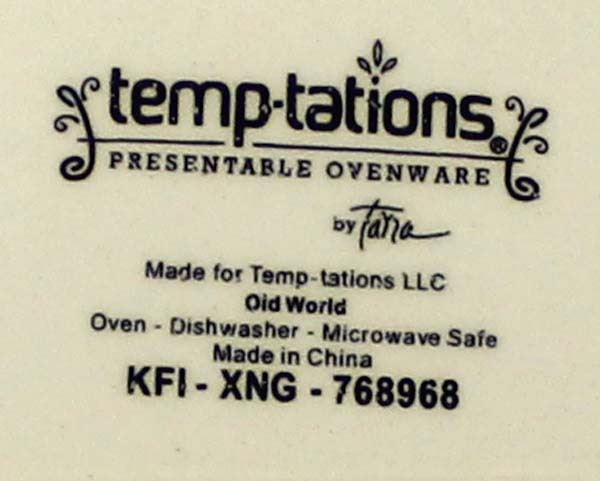 temp-tations®
PRESENTABLE OVENWARE
by Tara
Made for Temp-tations LLC
Old World
Oven - Dishwasher - Microwave Safe
Made in China
KFI - XNG - 768968